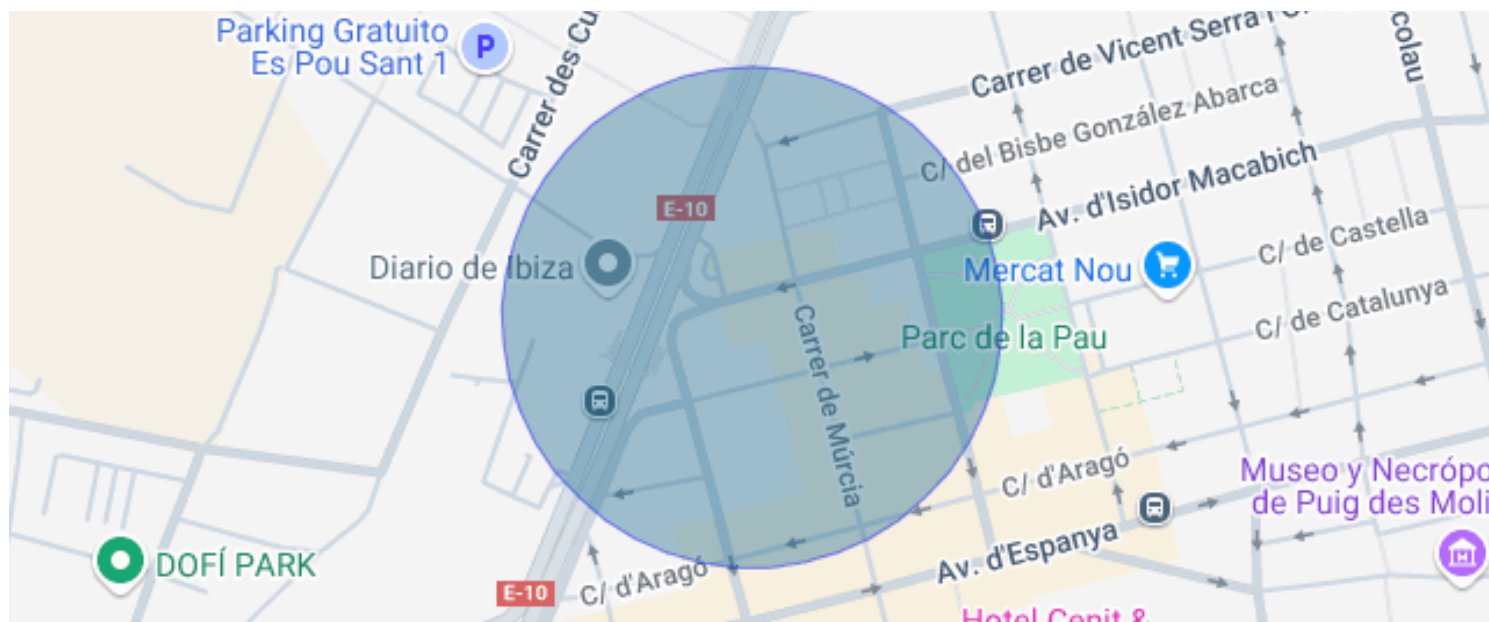 Parking Gratuito
Es Pou Sant 1
P
Carrer des
Carrer de Vicent Serra
colau
C/ del Bisbe González Abarca
E-10
Av. d'Isidor Macabich
Diario de Ibiza
Mercat Nou
C/ de Castella
C/ de Catalunya
Parc de la Pau
Carrer de Múrcia
C/ d'Aragó
Museo y Necrópo
de Puig des Moli
Av. d'Espanya
DOFÍ PARK
E-10
C/ d'Aragó
Hotel Cenit &